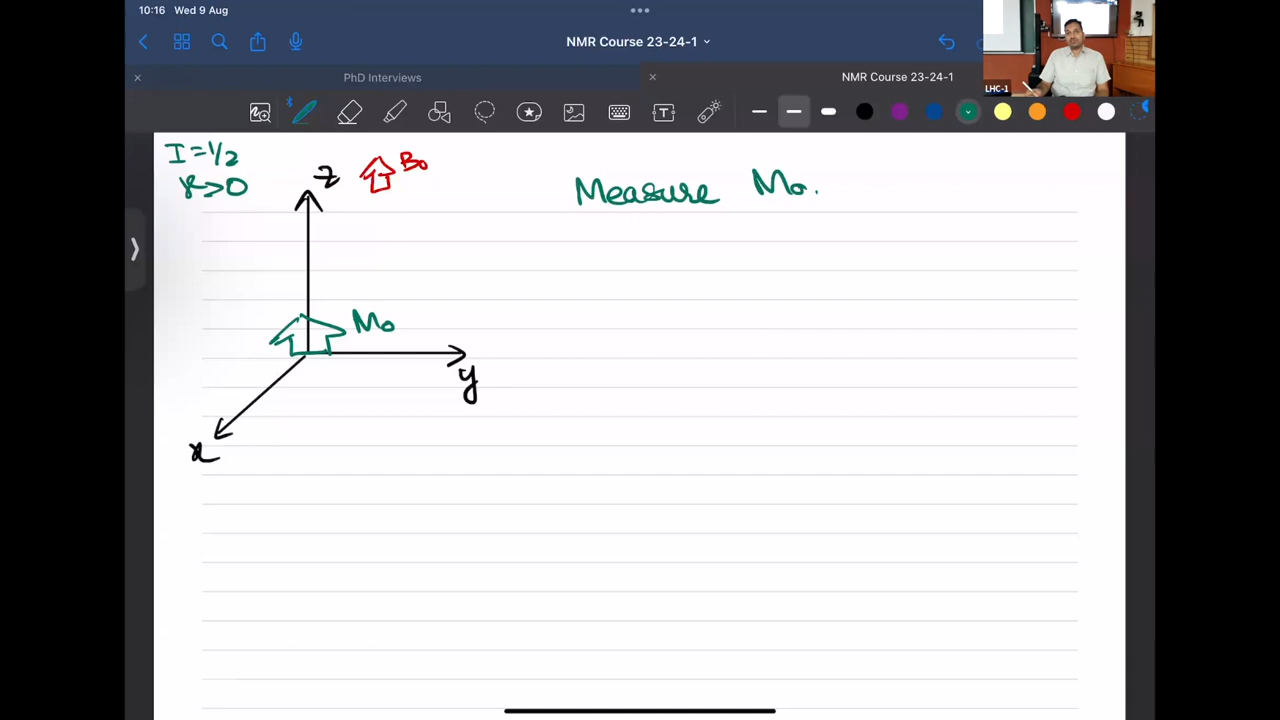 10:16 Wed 9 Aug
NMR Course 23-24-1
PhD Interviews
NMR Course 23-24-1
LHC-1
I = 1/2
γ > 0
z
B₀
Measure M₀.
M₀
y
x